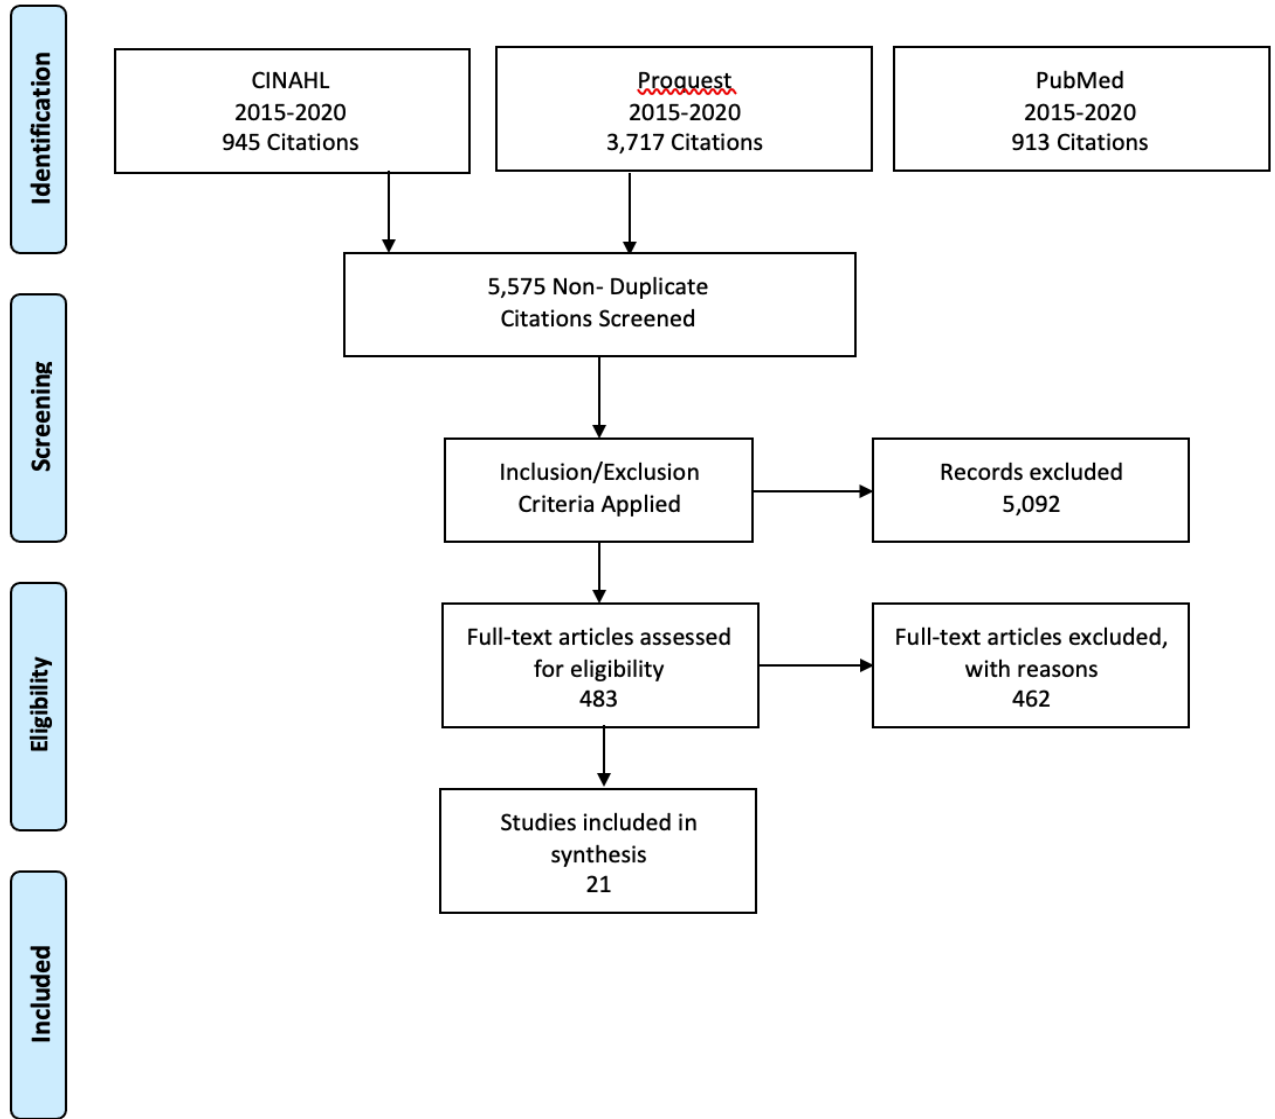 Identification
CINAHL
2015-2020
945 Citations
Proquest
2015-2020
3,717 Citations
PubMed
2015-2020
913 Citations
5,575 Non- Duplicate
Citations Screened
Screening
Inclusion/Exclusion
Criteria Applied
Records excluded
5,092
Eligibility
Full-text articles assessed
for eligibility
483
Full-text articles excluded,
with reasons
462
Studies included in
synthesis
21
Included